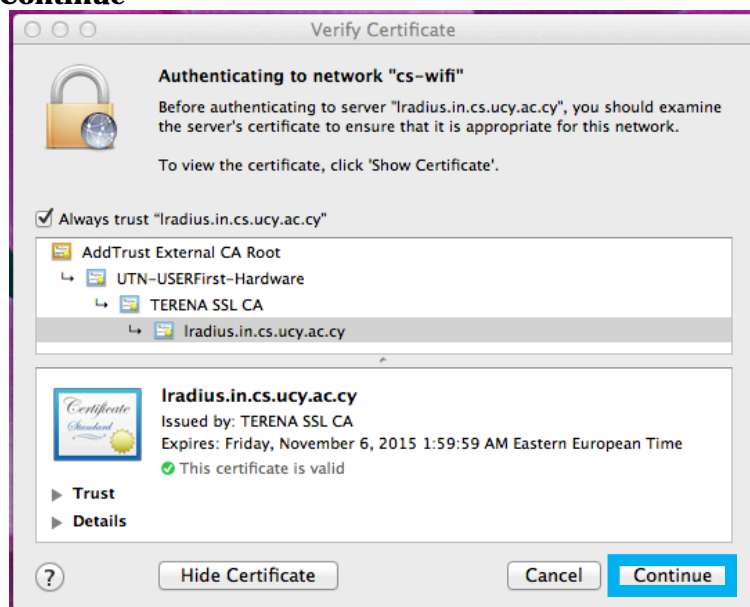 Continue
Verify Certificate
Authenticating to network "cs-wifi"
Before authenticating to server "lradius.in.cs.ucy.ac.cy", you should examine
the server's certificate to ensure that it is appropriate for this network.
To view the certificate, click 'Show Certificate'.
Always trust "lradius.in.cs.ucy.ac.cy"
AddTrust External CA Root
UTN-USERFirst-Hardware
TERENA SSL CA
lradius.in.cs.ucy.ac.cy
Certificate
Standard
lradius.in.cs.ucy.ac.cy
Issued by: TERENA SSL CA
Expires: Friday, November 6, 2015 1:59:59 AM Eastern European Time
This certificate is valid
Trust
Details
? Hide Certificate Cancel Continue